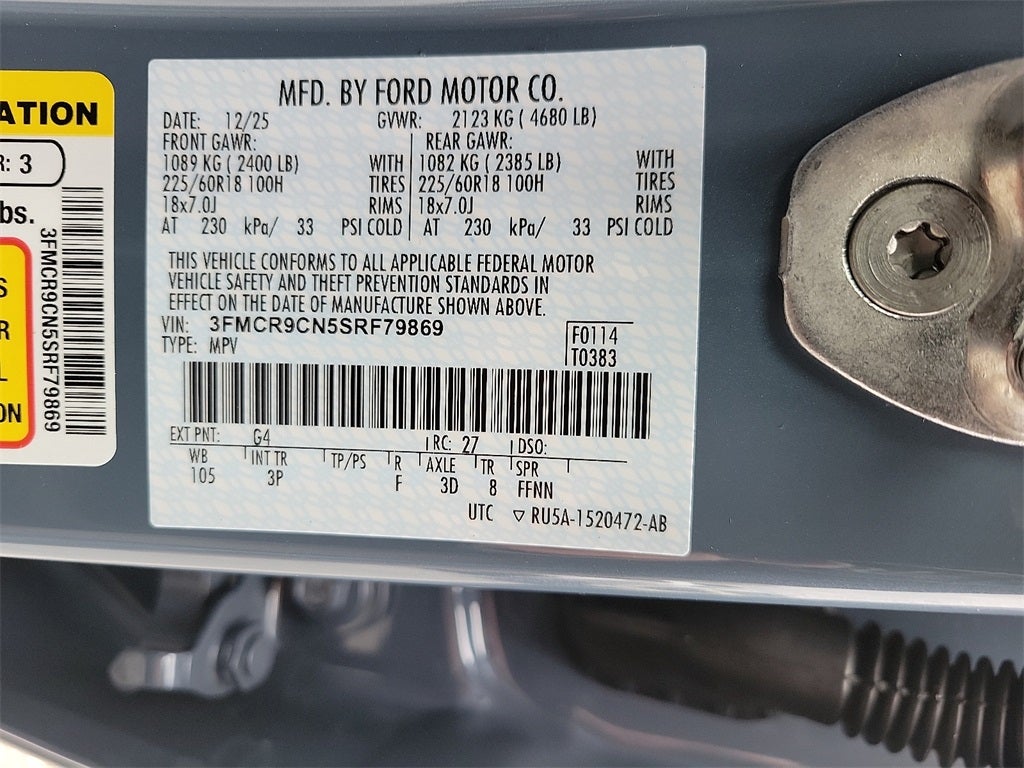 ATION
R: 3
bs.
3FMCR9CN5SRF79869
S
R
L
ON
MFD. BY FORD MOTOR CO.
DATE: 12/25 GVWR: 2123 KG ( 4680 LB)
FRONT GAWR: REAR GAWR:
1089 KG ( 2400 LB) WITH 1082 KG ( 2385 LB) WITH
225/60R18 100H TIRES 225/60R18 100H TIRES
18x7.0J RIMS 18x7.0J RIMS
AT 230 kPa/ 33 PSI COLD AT 230 kPa/ 33 PSI COLD
THIS VEHICLE CONFORMS TO ALL APPLICABLE FEDERAL MOTOR
VEHICLE SAFETY AND THEFT PREVENTION STANDARDS IN
EFFECT ON THE DATE OF MANUFACTURE SHOWN ABOVE.
VIN: 3FMCR9CN5SRF79869
TYPE: MPV
F0114
T0383
EXT PNT: G4 RC: 27 DSO:
WB INT TR TP/PS R AXLE TR SPR
105 3P F 3D 8 FFNN
UTC ▽ RU5A-1520472-AB